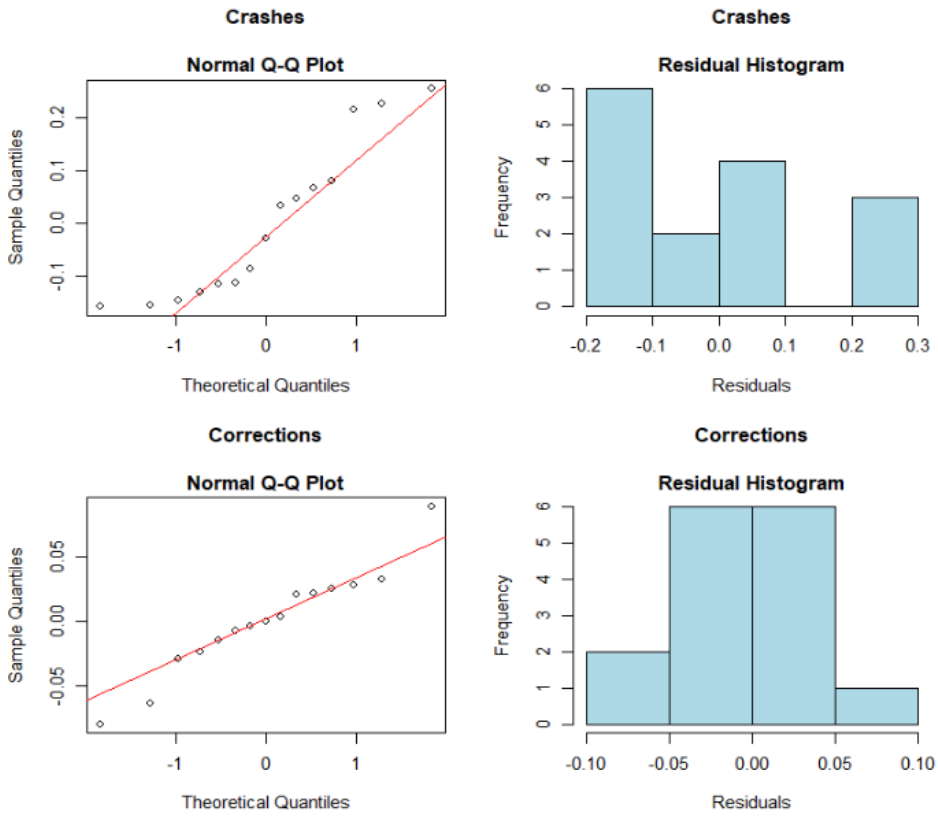 Crashes
Normal Q-Q Plot
Sample Quantiles
0.2
0.1
0.0
-0.1
-1 0 1
Theoretical Quantiles
Crashes
Residual Histogram
Frequency
6
5
4
3
2
1
0
-0.2 -0.1 0.0 0.1 0.2 0.3
Residuals
Corrections
Normal Q-Q Plot
Sample Quantiles
0.05
0.00
-0.05
-1 0 1
Theoretical Quantiles
Corrections
Residual Histogram
Frequency
6
5
4
3
2
1
0
-0.10 -0.05 0.00 0.05 0.10
Residuals